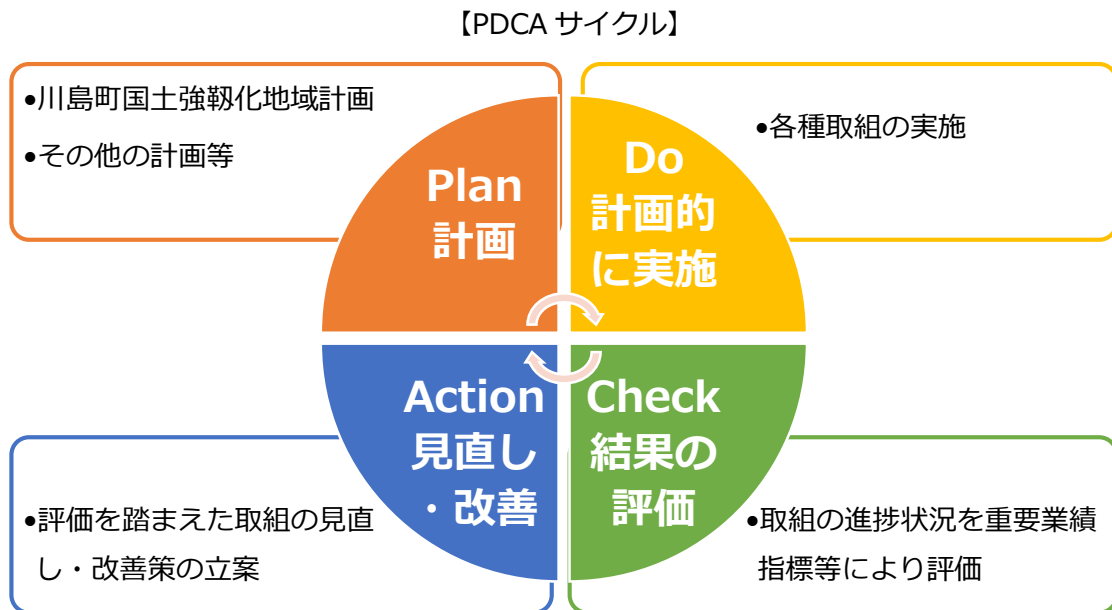 【PDCA サイクル】
•川島町国土強靱化地域計画
•その他の計画等
Plan
計画
Do
計画的
に実施
•各種取組の実施
Action
見直し
・改善
•評価を踏まえた取組の見直
し・改善策の立案
Check
結果の
評価
•取組の進捗状況を重要業績
指標等により評価